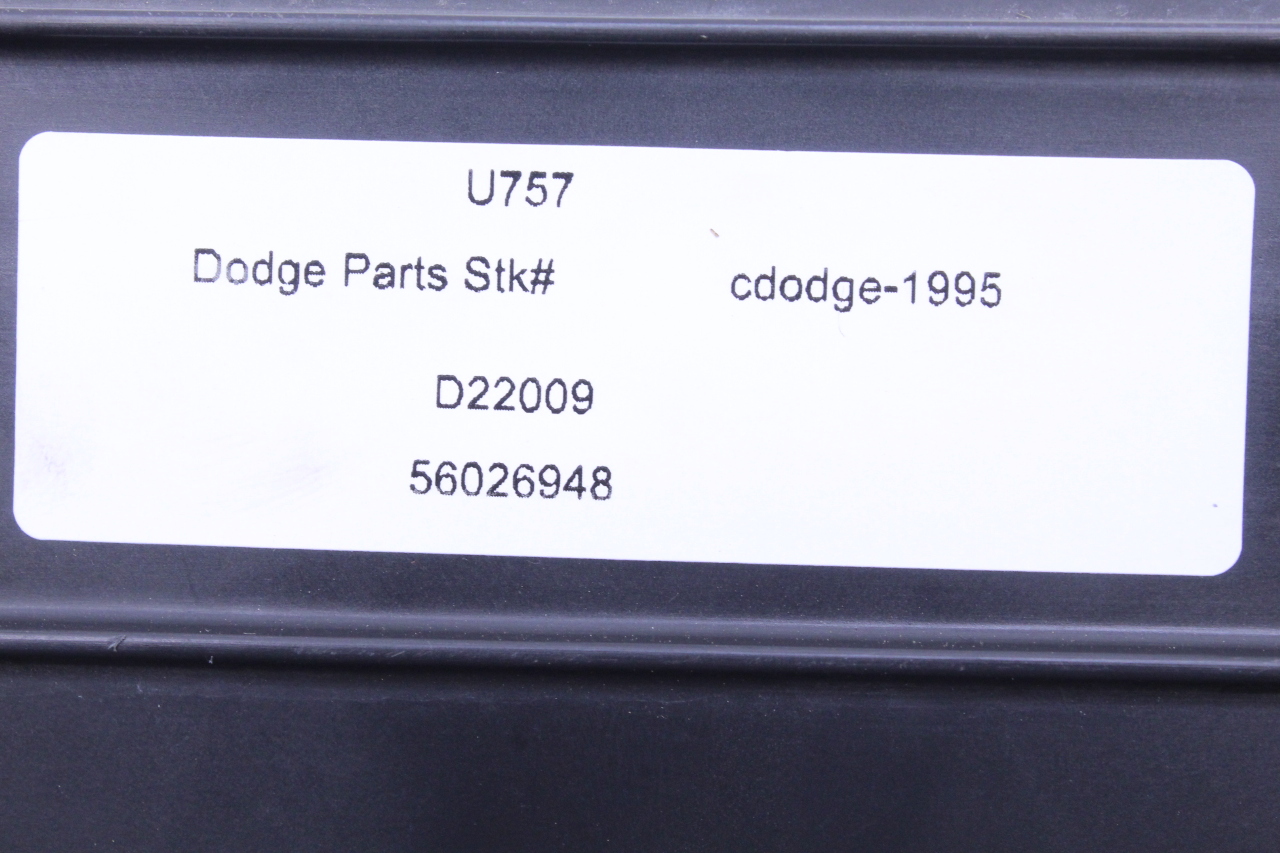 U757
Dodge Parts Stk# cdodge-1995
D22009
56026948